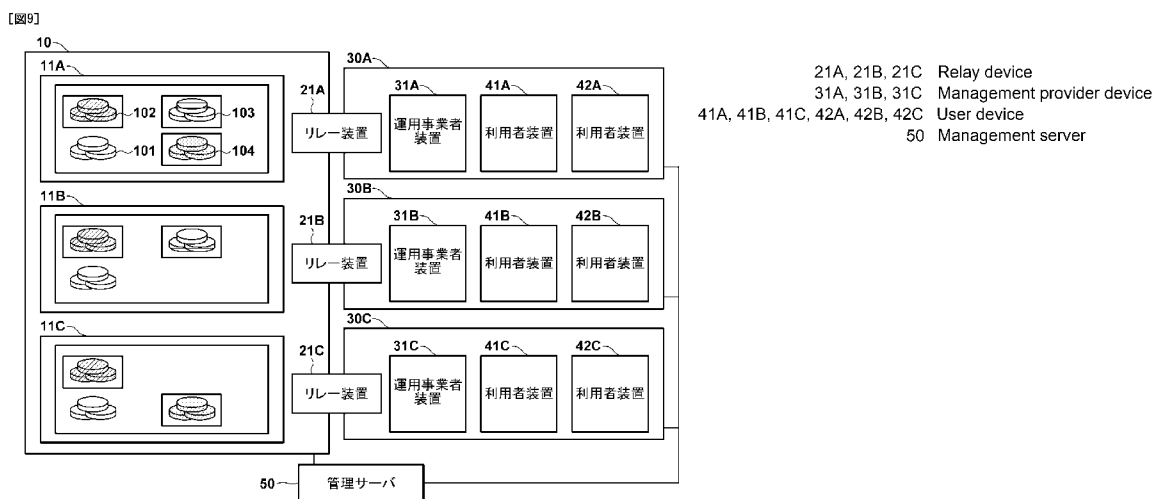 [図9]
10
11A
102
103
101
104
21A
リレー装置
30A
31A
運用事業者
装置
41A
利用者装置
42A
利用者装置
11B
21B
リレー装置
30B
31B
運用事業者
装置
41B
利用者装置
42B
利用者装置
11C
21C
リレー装置
30C
31C
運用事業者
装置
41C
利用者装置
42C
利用者装置
50
管理サーバ
21A, 21B, 21C Relay device
31A, 31B, 31C Management provider device
41A, 41B, 41C, 42A, 42B, 42C User device
50 Management server